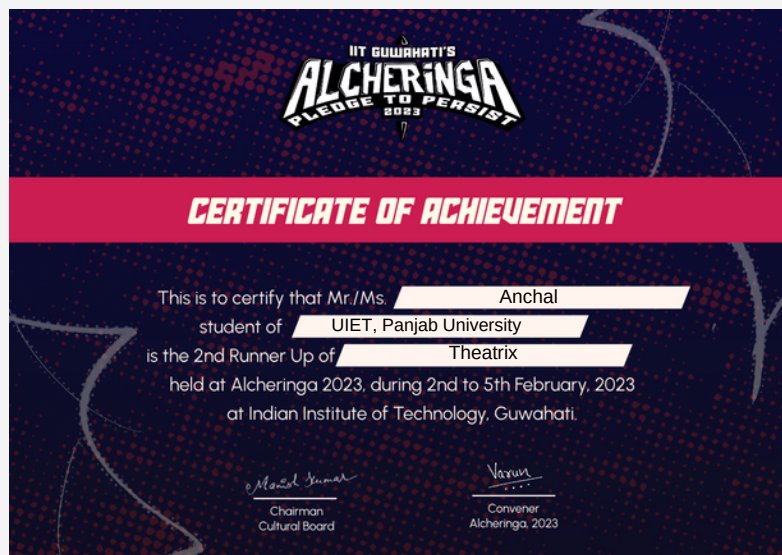 IIT GUWAHATI'S
ALCHERINGA
PLEDGE TO PERSIST
2023
CERTIFICATE OF ACHIEVEMENT
This is to certify that Mr./Ms. Anchal
student of UIET, Panjab University
is the 2nd Runner Up of Theatrix
held at Alcheringa 2023, during 2nd to 5th February, 2023
at Indian Institute of Technology, Guwahati.
Manish Kumar
Chairman
Cultural Board
Varun
Convener
Alcheringa, 2023